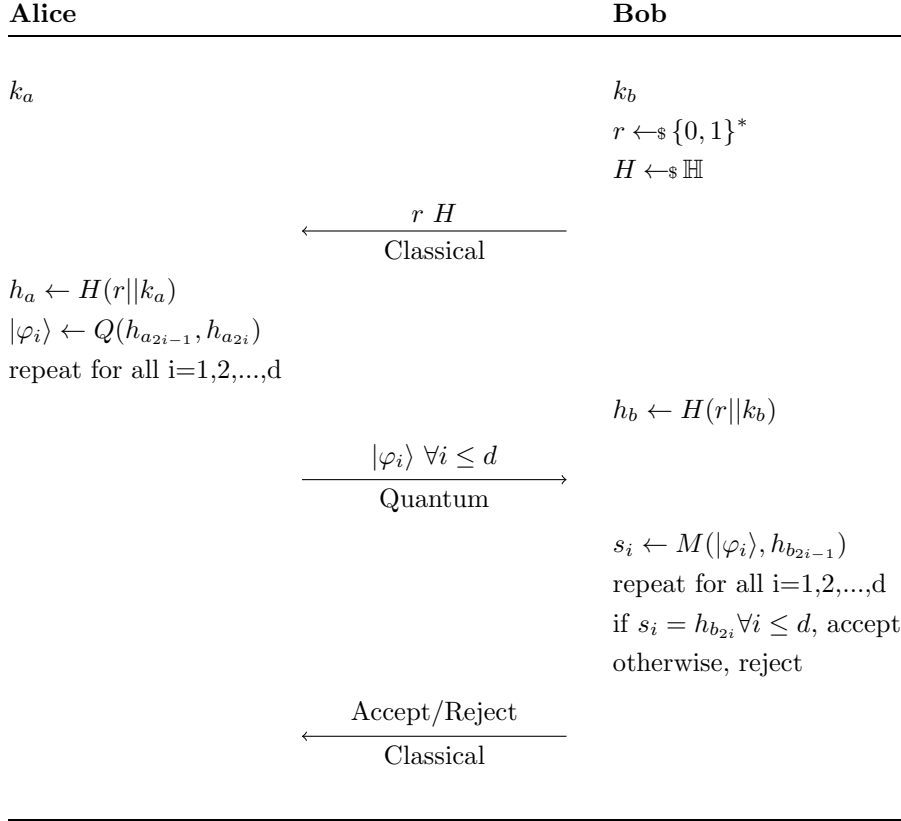 Alice Bob
k_a k_b
r ←$ {0, 1}^*
H ←$ ℍ
r H
Classical
h_a ← H(r||k_a)
|φ_i⟩ ← Q(h_{a_{2i−1}}, h_{a_{2i}})
repeat for all i=1,2,...,d
h_b ← H(r||k_b)
|φ_i⟩ ∀i ≤ d
Quantum
s_i ← M(|φ_i⟩, h_{b_{2i−1}})
repeat for all i=1,2,...,d
if s_i = h_{b_{2i}}∀i ≤ d, accept
otherwise, reject
Accept/Reject
Classical